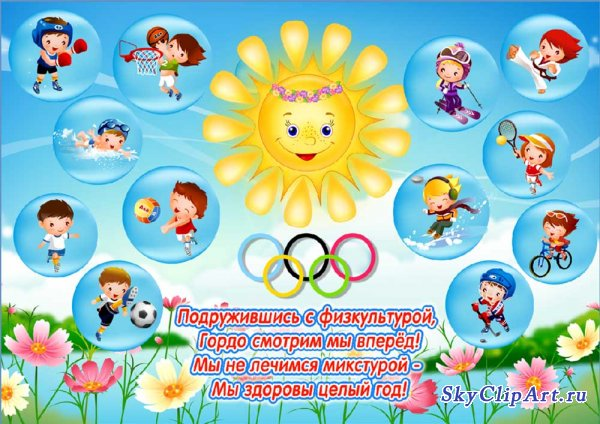 Подружившись с физкультурой,
Гордо смотрим мы вперёд!
Мы не лечимся микстурой -
Мы здоровы целый год!
SkyClipArt.ru